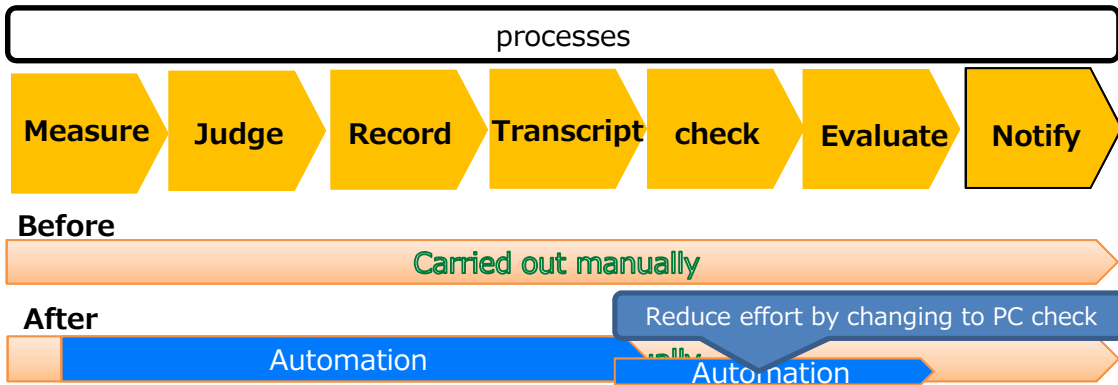 processes
Measure
Judge
Record
Transcript
check
Evaluate
Notify
Before
Carried out manually
After
Reduce effort by changing to PC check
Automation
Automation